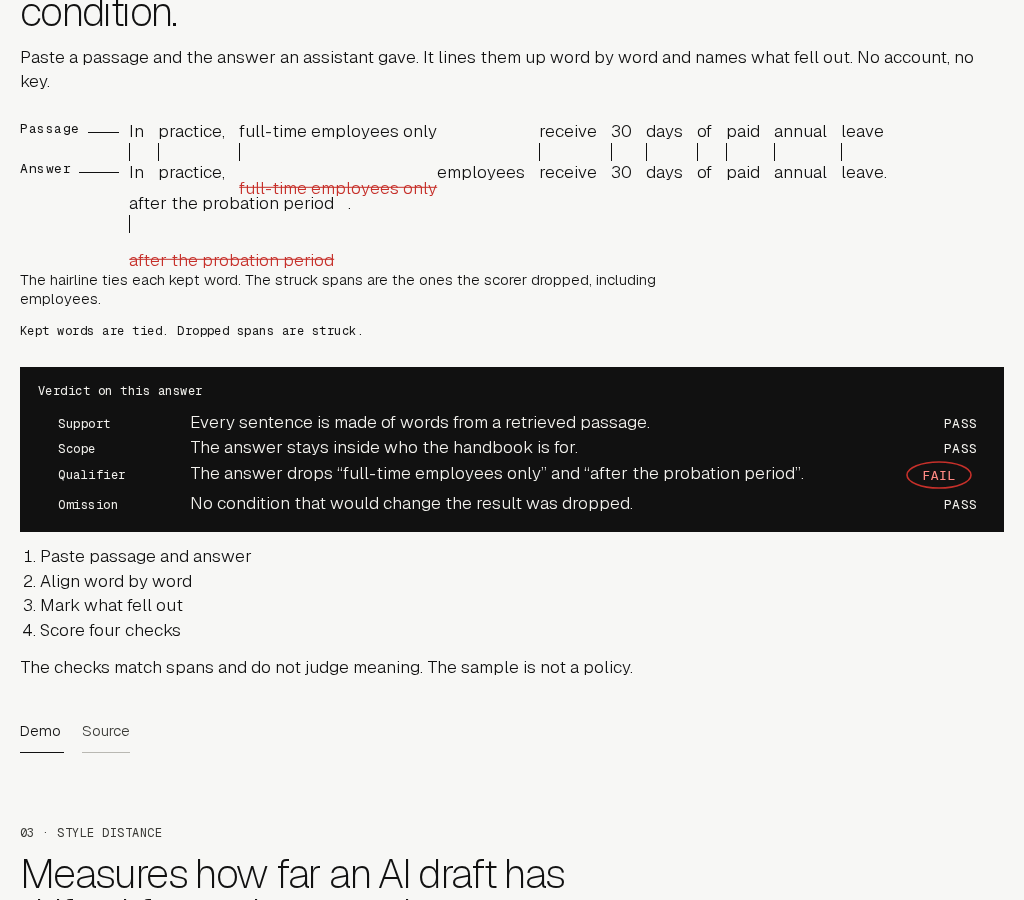 condition.
Paste a passage and the answer an assistant gave. It lines them up word by word and names what fell out. No account, no
key.
Passage In practice, full-time employees only receive 30 days of paid annual leave
Answer In practice, employees receive 30 days of paid annual leave.
full-time employees only
after the probation period .
after the probation period
The hairline ties each kept word. The struck spans are the ones the scorer dropped, including
employees.
Kept words are tied. Dropped spans are struck.
Verdict on this answer
Support Every sentence is made of words from a retrieved passage. PASS
Scope The answer stays inside who the handbook is for. PASS
Qualifier The answer drops “full-time employees only” and “after the probation period”. FAIL
Omission No condition that would change the result was dropped. PASS
1. Paste passage and answer
2. Align word by word
3. Mark what fell out
4. Score four checks
The checks match spans and do not judge meaning. The sample is not a policy.
Demo Source
03 · STYLE DISTANCE
Measures how far an AI draft has